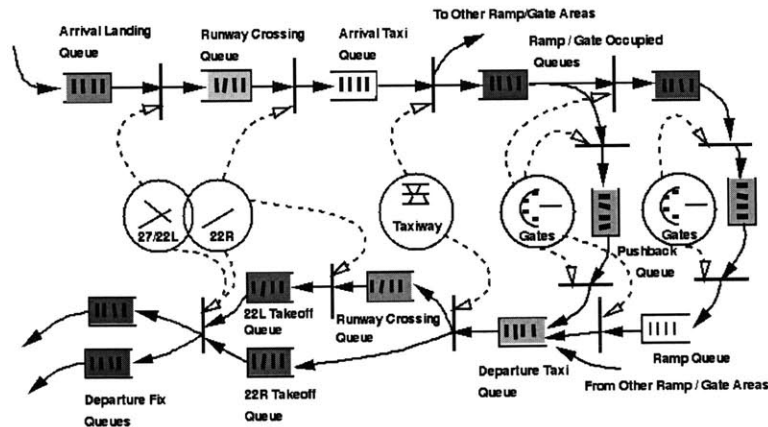 To Other Ramp/Gate Areas
Arrival Landing
Queue
Runway Crossing
Queue
Arrival Taxi
Queue
Ramp / Gate Occupied
Queues
27/22L
22R
Taxiway
Gates
Gates
Pushback
Queue
22L Takeoff
Queue
Runway Crossing
Queue
Ramp Queue
Departure Taxi
Queue
From Other Ramp / Gate Areas
Departure Fix
Queues
22R Takeoff
Queue